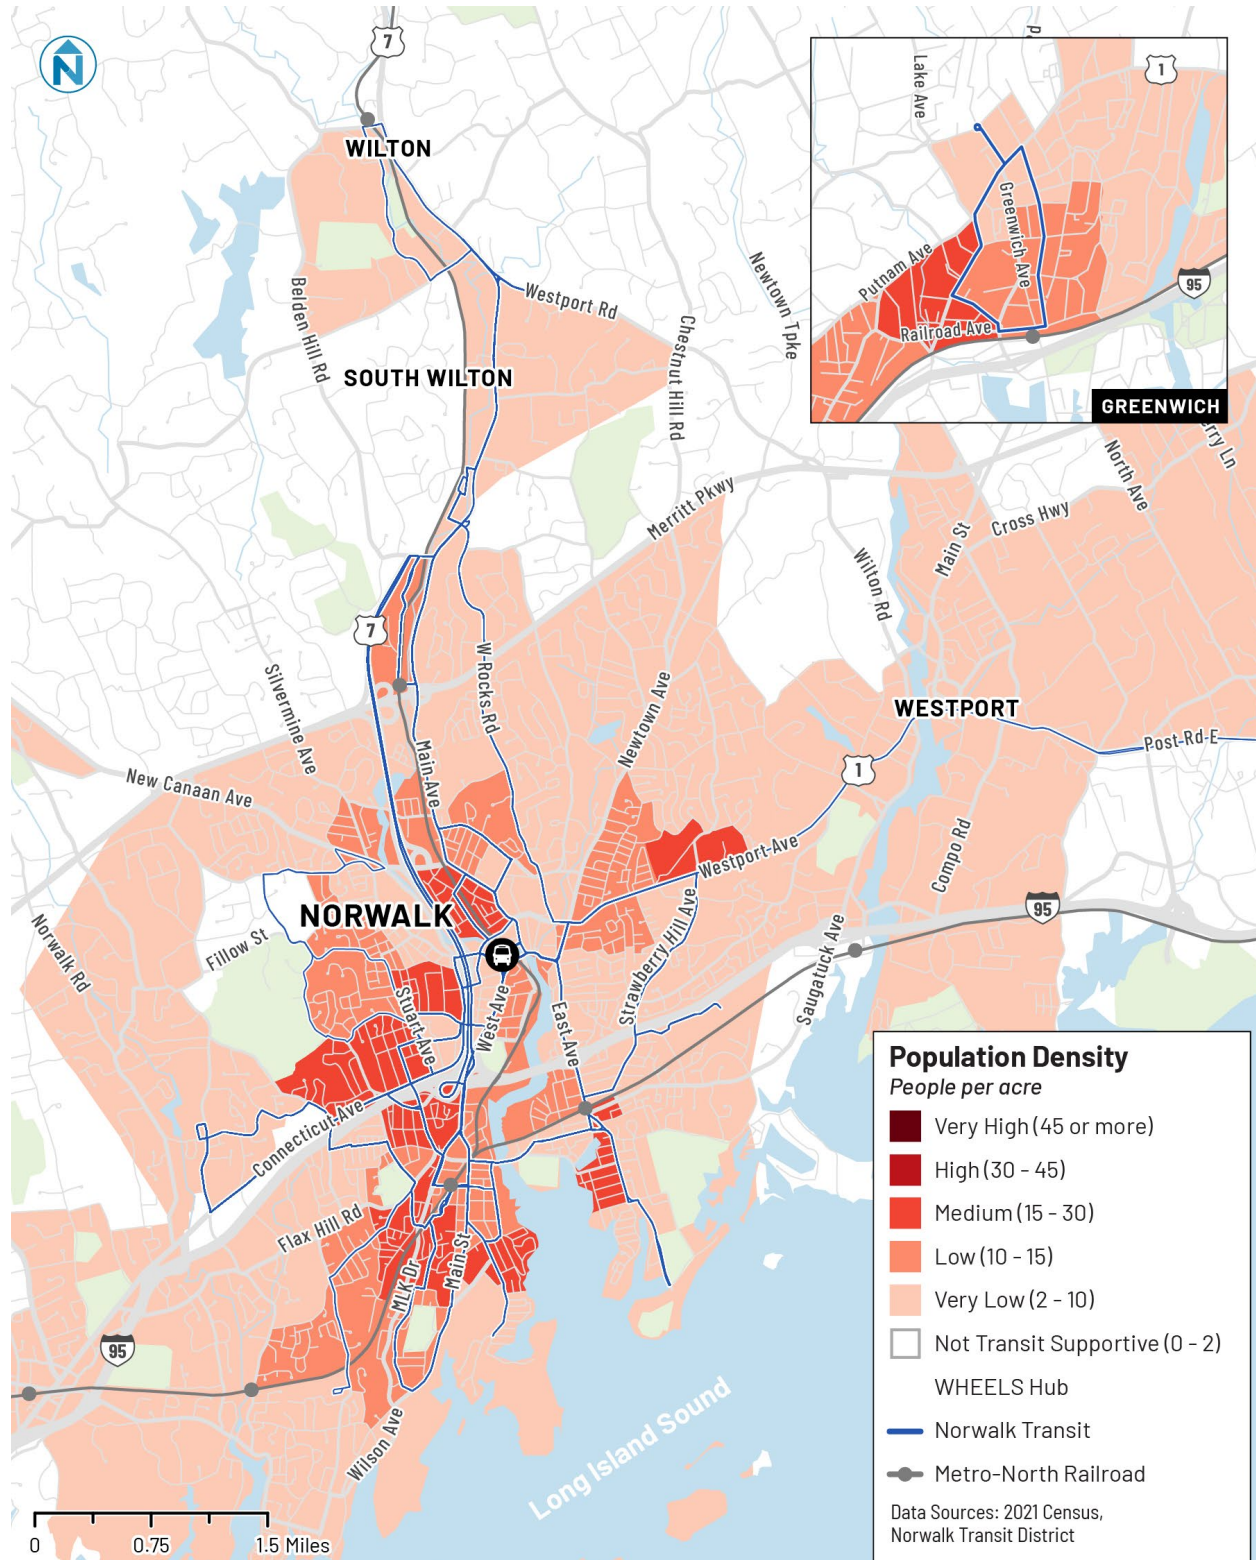 N
7
WILTON
Westport Rd
Belden Hill Rd
SOUTH WILTON
Chestnut Hill Rd
Newtown Tpke
Lake Ave
1
Greenwich Ave
Putnam Ave
95
Railroad Ave
GREENWICH
North Ave
Cross Hwy
Main St
Merritt Pkwy
Wilton Rd
7
Silvermine Ave
W Rocks Rd
Newtown Ave
WESTPORT
Post Rd E
Main Ave
1
New Canaan Ave
Westport Ave
Compo Rd
NORWALK
95
Norwalk Rd
Fillow St
Strawberry Hill Ave
Saugatuck Ave
Stuart Ave
West Ave
East Ave
Connecticut Ave
Flax Hill Rd
MLK Dr
Main St
95
Wilson Ave
Long Island Sound
0
0.75
1.5 Miles
Population Density
People per acre
Very High (45 or more)
High (30 - 45)
Medium (15 - 30)
Low (10 - 15)
Very Low (2 - 10)
Not Transit Supportive (0 - 2)
WHEELS Hub
Norwalk Transit
Metro-North Railroad
Data Sources: 2021 Census,
Norwalk Transit District